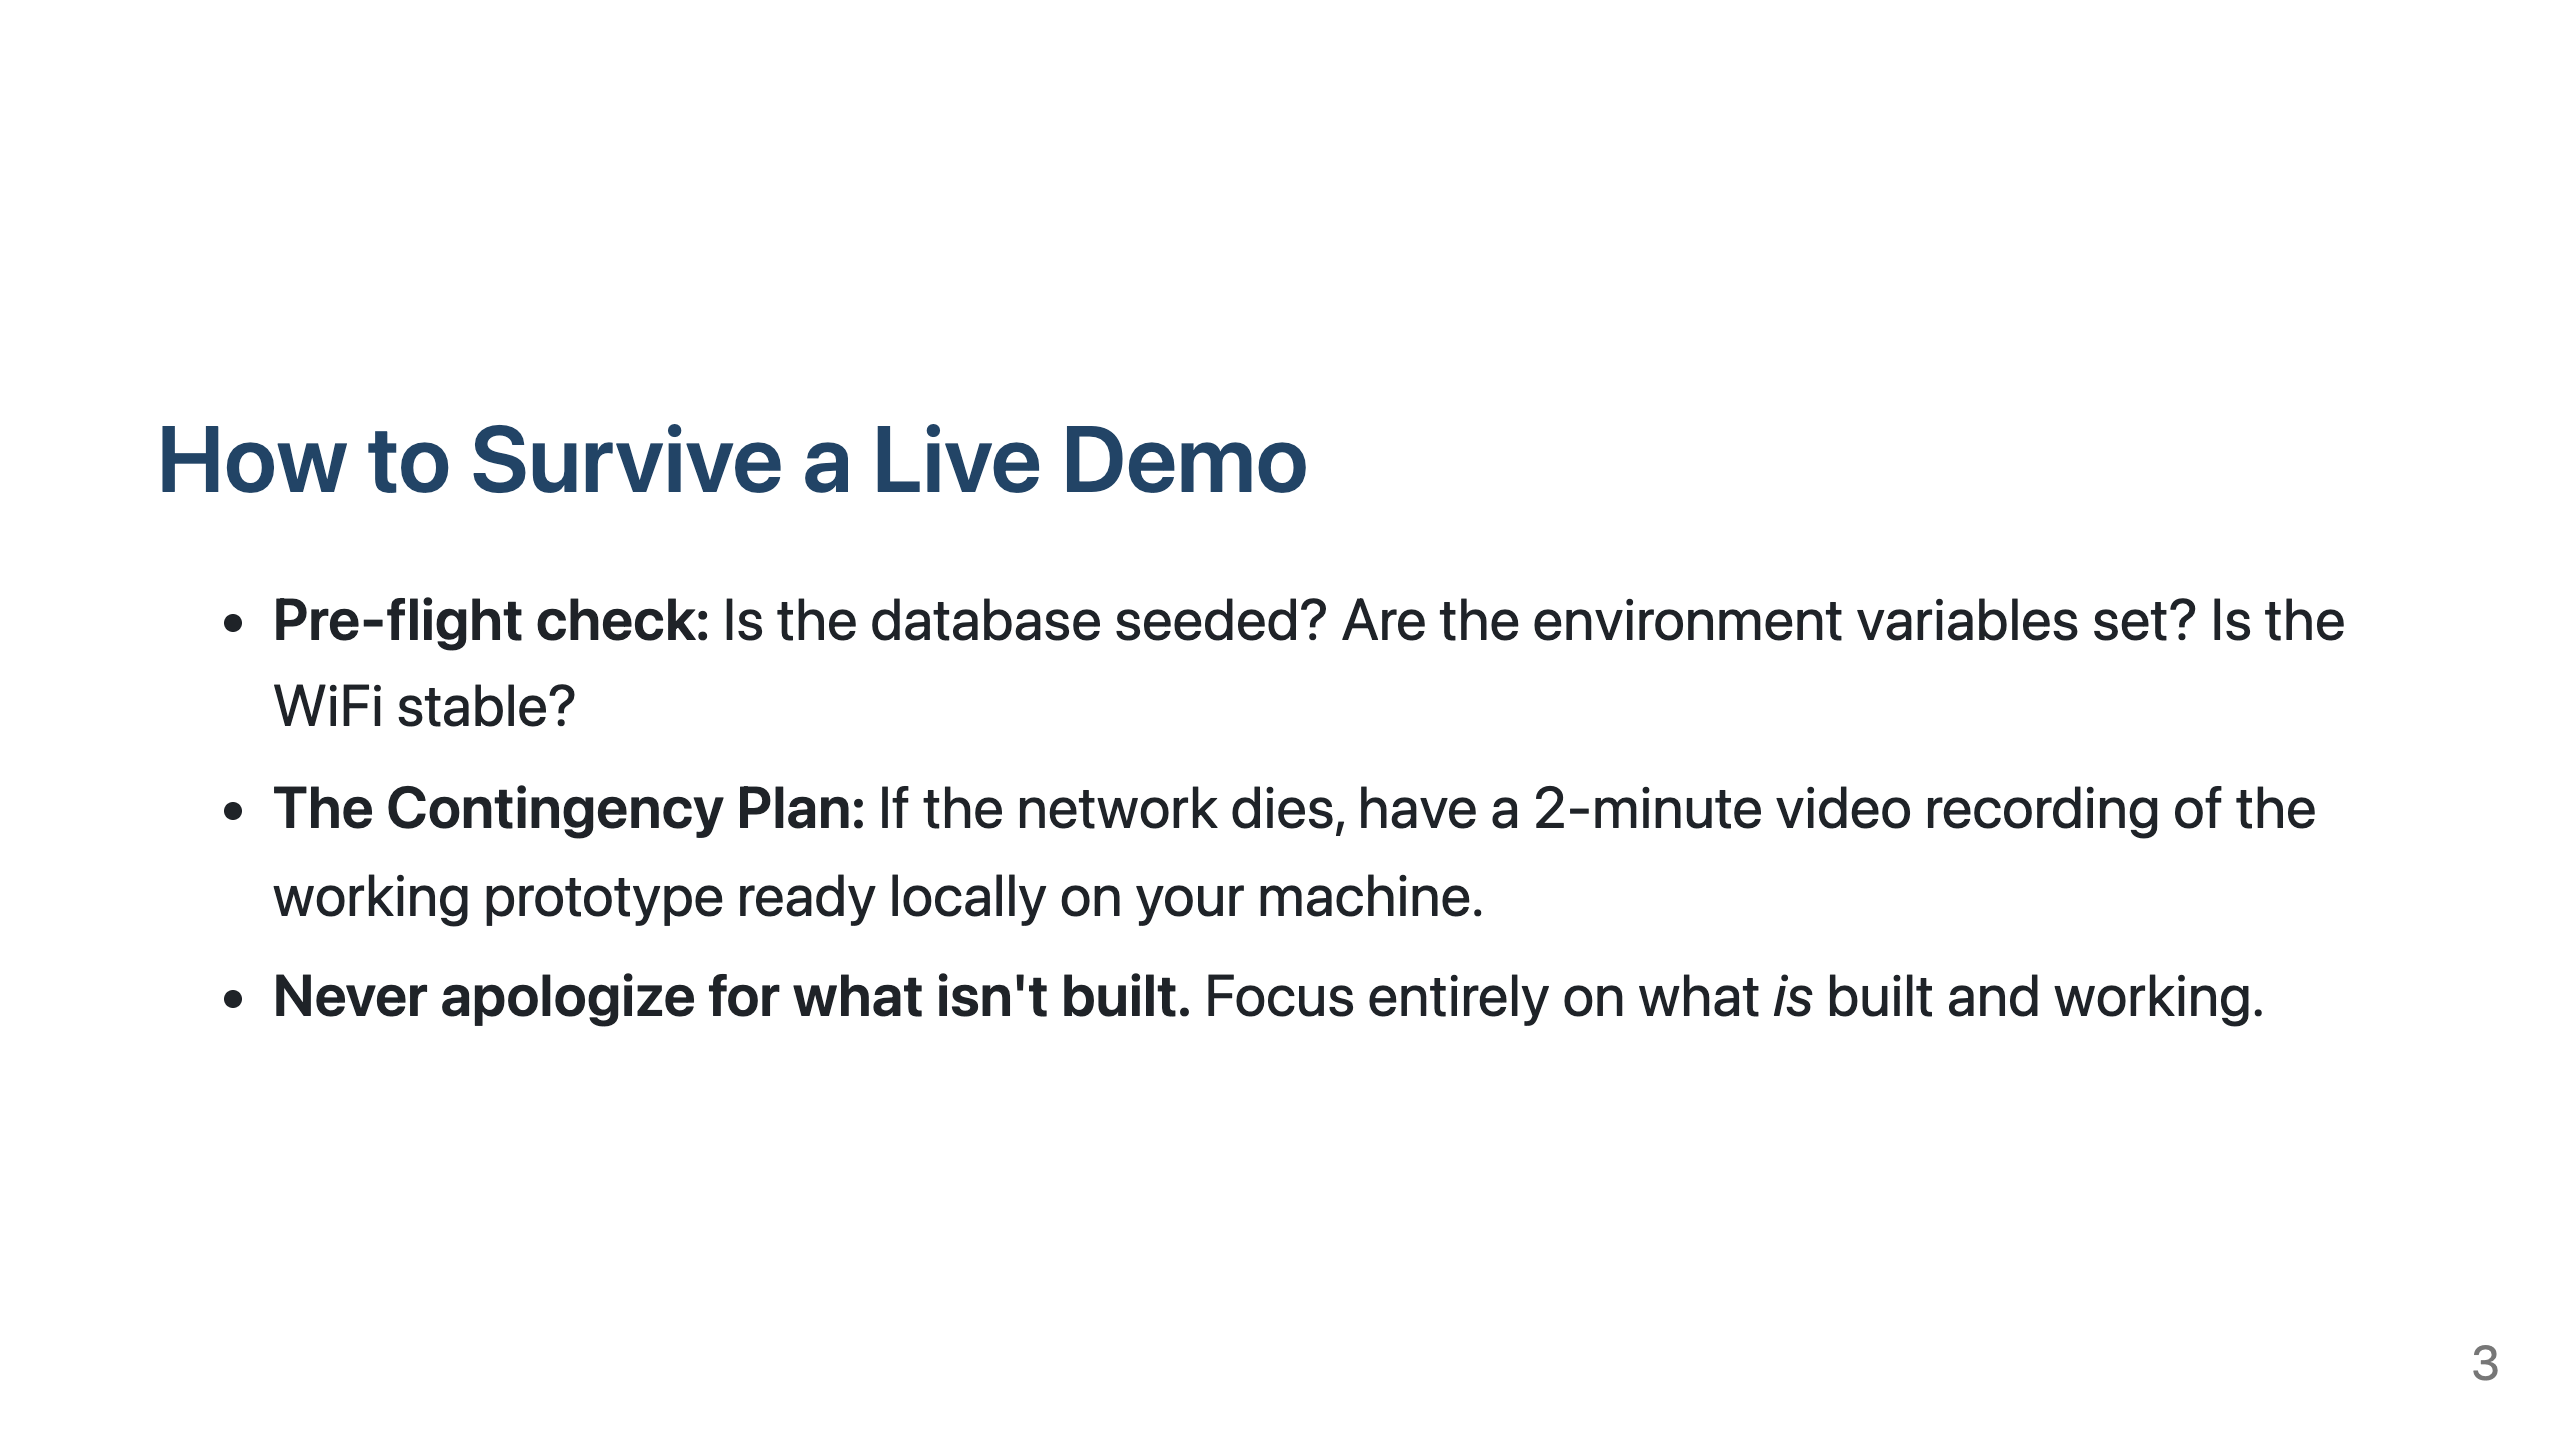 How to Survive a Live Demo
• Pre-flight check: Is the database seeded? Are the environment variables set? Is the
WiFi stable?
• The Contingency Plan: If the network dies, have a 2-minute video recording of the
working prototype ready locally on your machine.
• Never apologize for what isn't built. Focus entirely on what is built and working.
3